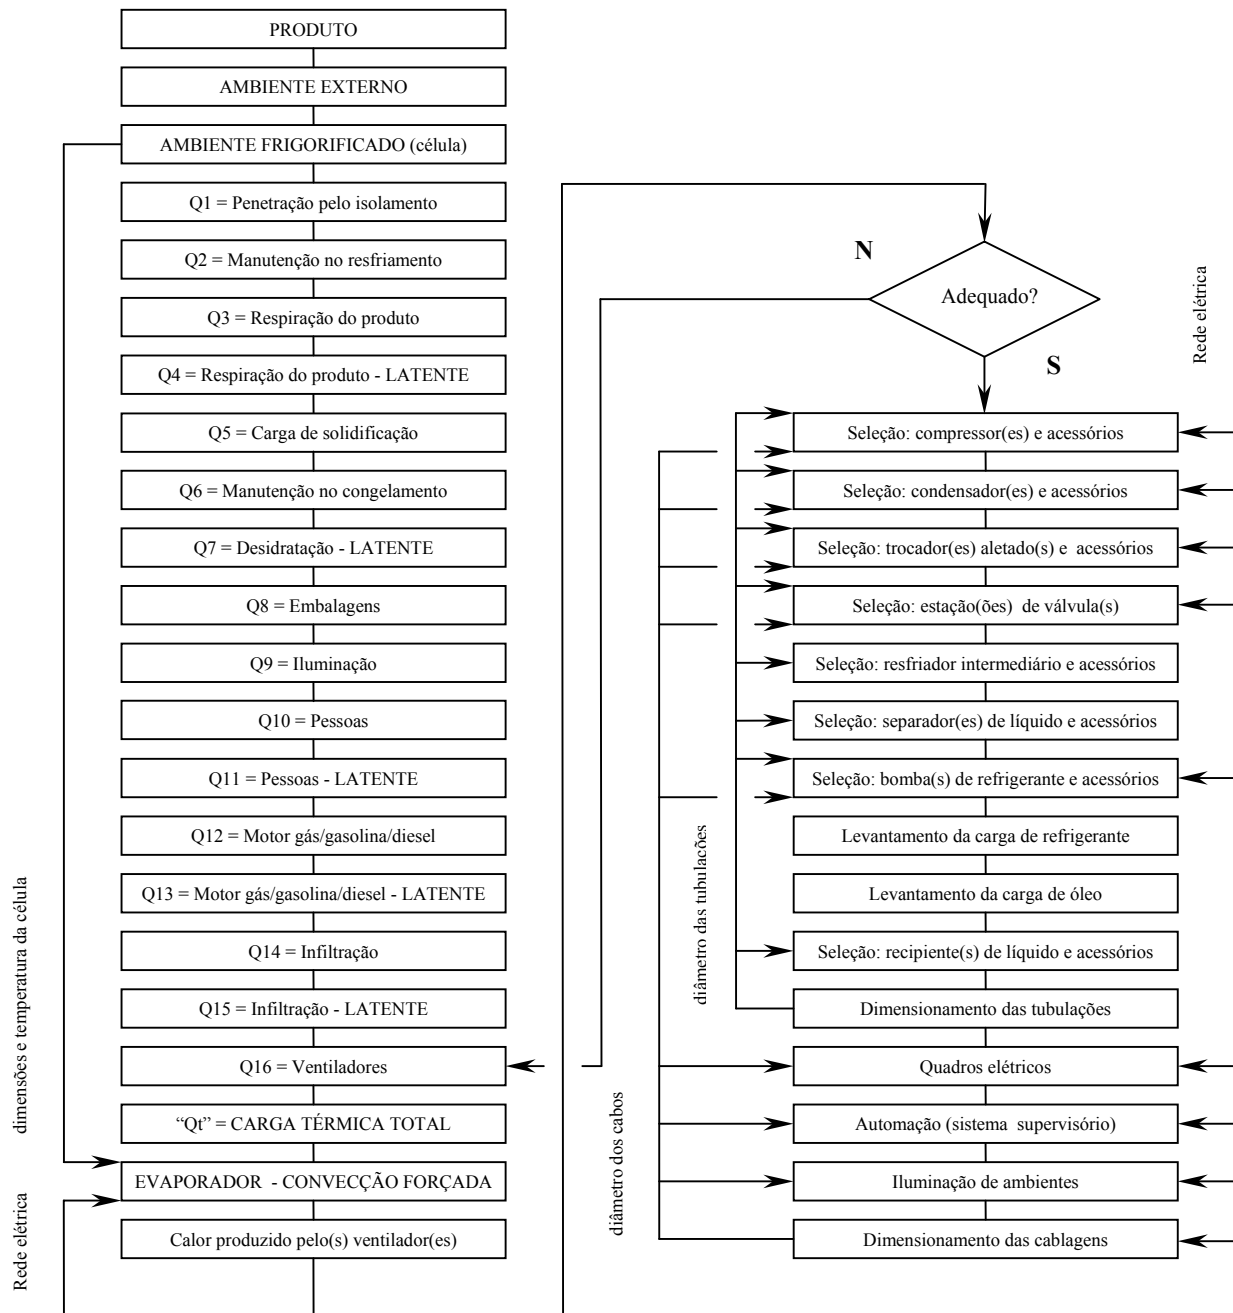 PRODUTO
AMBIENTE EXTERNO
AMBIENTE FRIGORIFICADO (célula)
Q1 = Penetração pelo isolamento
Q2 = Manutenção no resfriamento
Q3 = Respiração do produto
Q4 = Respiração do produto - LATENTE
Q5 = Carga de solidificação
Q6 = Manutenção no congelamento
Q7 = Desidratação - LATENTE
Q8 = Embalagens
Q9 = Iluminação
Q10 = Pessoas
Q11 = Pessoas - LATENTE
Q12 = Motor gás/gasolina/diesel
Q13 = Motor gás/gasolina/diesel - LATENTE
Q14 = Infiltração
Q15 = Infiltração - LATENTE
Q16 = Ventiladores
“Qt” = CARGA TÉRMICA TOTAL
EVAPORADOR - CONVECÇÃO FORÇADA
Calor produzido pelo(s) ventilador(es)
dimensões e temperatura da célula
Rede elétrica
N
Adequado?
S
Rede elétrica
Seleção: compressor(es) e acessórios
Seleção: condensador(es) e acessórios
Seleção: trocador(es) aletado(s) e acessórios
Seleção: estação(ões) de válvula(s)
Seleção: resfriador intermediário e acessórios
Seleção: separador(es) de líquido e acessórios
Seleção: bomba(s) de refrigerante e acessórios
Levantamento da carga de refrigerante
Levantamento da carga de óleo
Seleção: recipiente(s) de líquido e acessórios
Dimensionamento das tubulações
Quadros elétricos
Automação (sistema supervisório)
Iluminação de ambientes
Dimensionamento das cablagens
diâmetro das tubulacões
diâmetro dos cabos